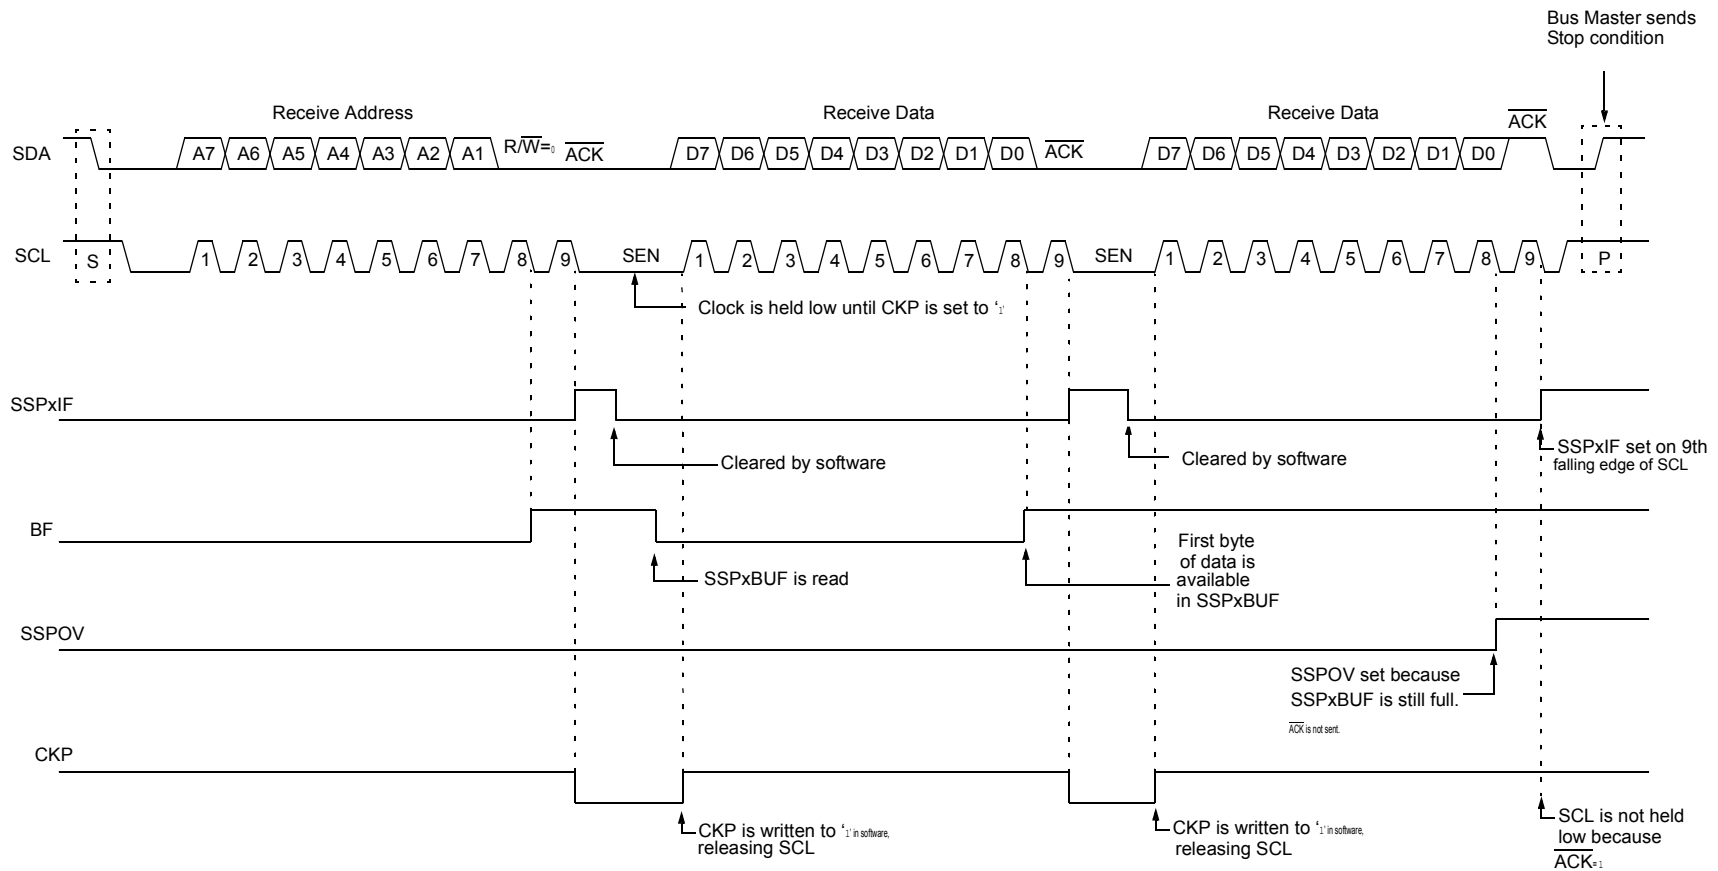 Bus Master sends
Stop condition
Receive Address
Receive Data
Receive Data
ACK
SDA
A7 A6 A5 A4 A3 A2 A1 R/W=0 ACK
D7 D6 D5 D4 D3 D2 D1 D0 ACK
D7 D6 D5 D4 D3 D2 D1 D0
SCL
S
1 2 3 4 5 6 7 8 9 SEN
1 2 3 4 5 6 7 8 9 SEN
1 2 3 4 5 6 7 8 9
P
Clock is held low until CKP is set to ‘1’
SSPxIF
Cleared by software
Cleared by software
SSPxIF set on 9th
falling edge of SCL
BF
SSPxBUF is read
First byte
of data is
available
in SSPxBUF
SSPOV
SSPOV set because
SSPxBUF is still full.
ACK is not sent.
CKP
CKP is written to ‘1’ in software,
releasing SCL
CKP is written to ‘1’ in software,
releasing SCL
SCL is not held
low because
ACK=1